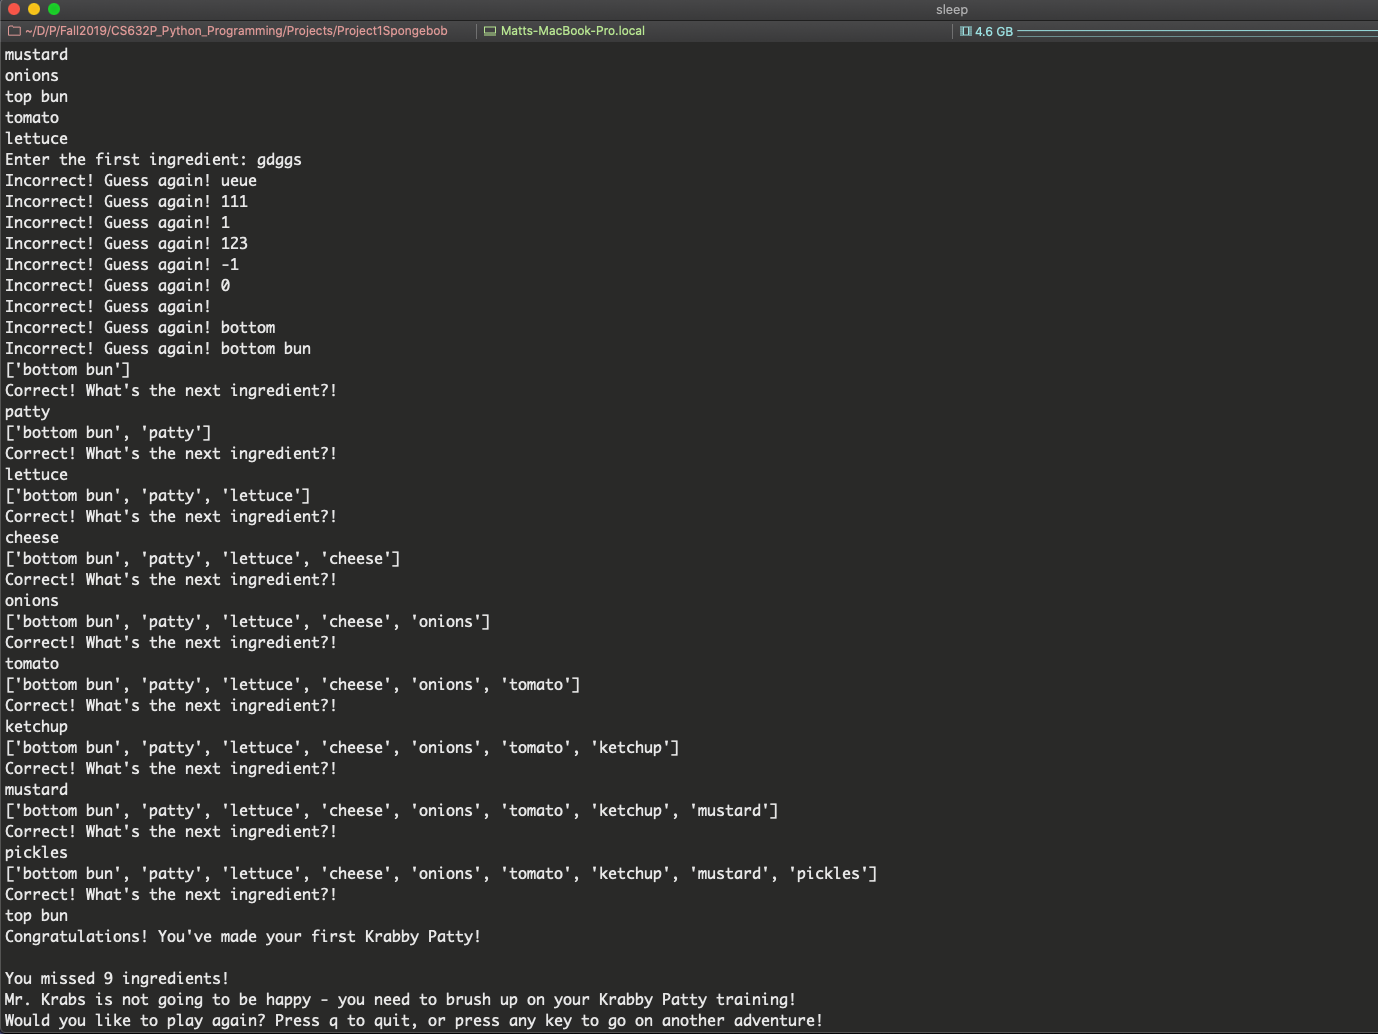 sleep
~/D/P/Fall2019/CS632P_Python_Programming/Projects/Project1Spongebob Matts-MacBook-Pro.local 4.6 GB
mustard
onions
top bun
tomato
lettuce
Enter the first ingredient: gdggs
Incorrect! Guess again! ueue
Incorrect! Guess again! 111
Incorrect! Guess again! 1
Incorrect! Guess again! 123
Incorrect! Guess again! -1
Incorrect! Guess again! 0
Incorrect! Guess again!
Incorrect! Guess again! bottom
Incorrect! Guess again! bottom bun
['bottom bun']
Correct! What's the next ingredient?!
patty
['bottom bun', 'patty']
Correct! What's the next ingredient?!
lettuce
['bottom bun', 'patty', 'lettuce']
Correct! What's the next ingredient?!
cheese
['bottom bun', 'patty', 'lettuce', 'cheese']
Correct! What's the next ingredient?!
onions
['bottom bun', 'patty', 'lettuce', 'cheese', 'onions']
Correct! What's the next ingredient?!
tomato
['bottom bun', 'patty', 'lettuce', 'cheese', 'onions', 'tomato']
Correct! What's the next ingredient?!
ketchup
['bottom bun', 'patty', 'lettuce', 'cheese', 'onions', 'tomato', 'ketchup']
Correct! What's the next ingredient?!
mustard
['bottom bun', 'patty', 'lettuce', 'cheese', 'onions', 'tomato', 'ketchup', 'mustard']
Correct! What's the next ingredient?!
pickles
['bottom bun', 'patty', 'lettuce', 'cheese', 'onions', 'tomato', 'ketchup', 'mustard', 'pickles']
Correct! What's the next ingredient?!
top bun
Congratulations! You've made your first Krabby Patty!
You missed 9 ingredients!
Mr. Krabs is not going to be happy - you need to brush up on your Krabby Patty training!
Would you like to play again? Press q to quit, or press any key to go on another adventure!